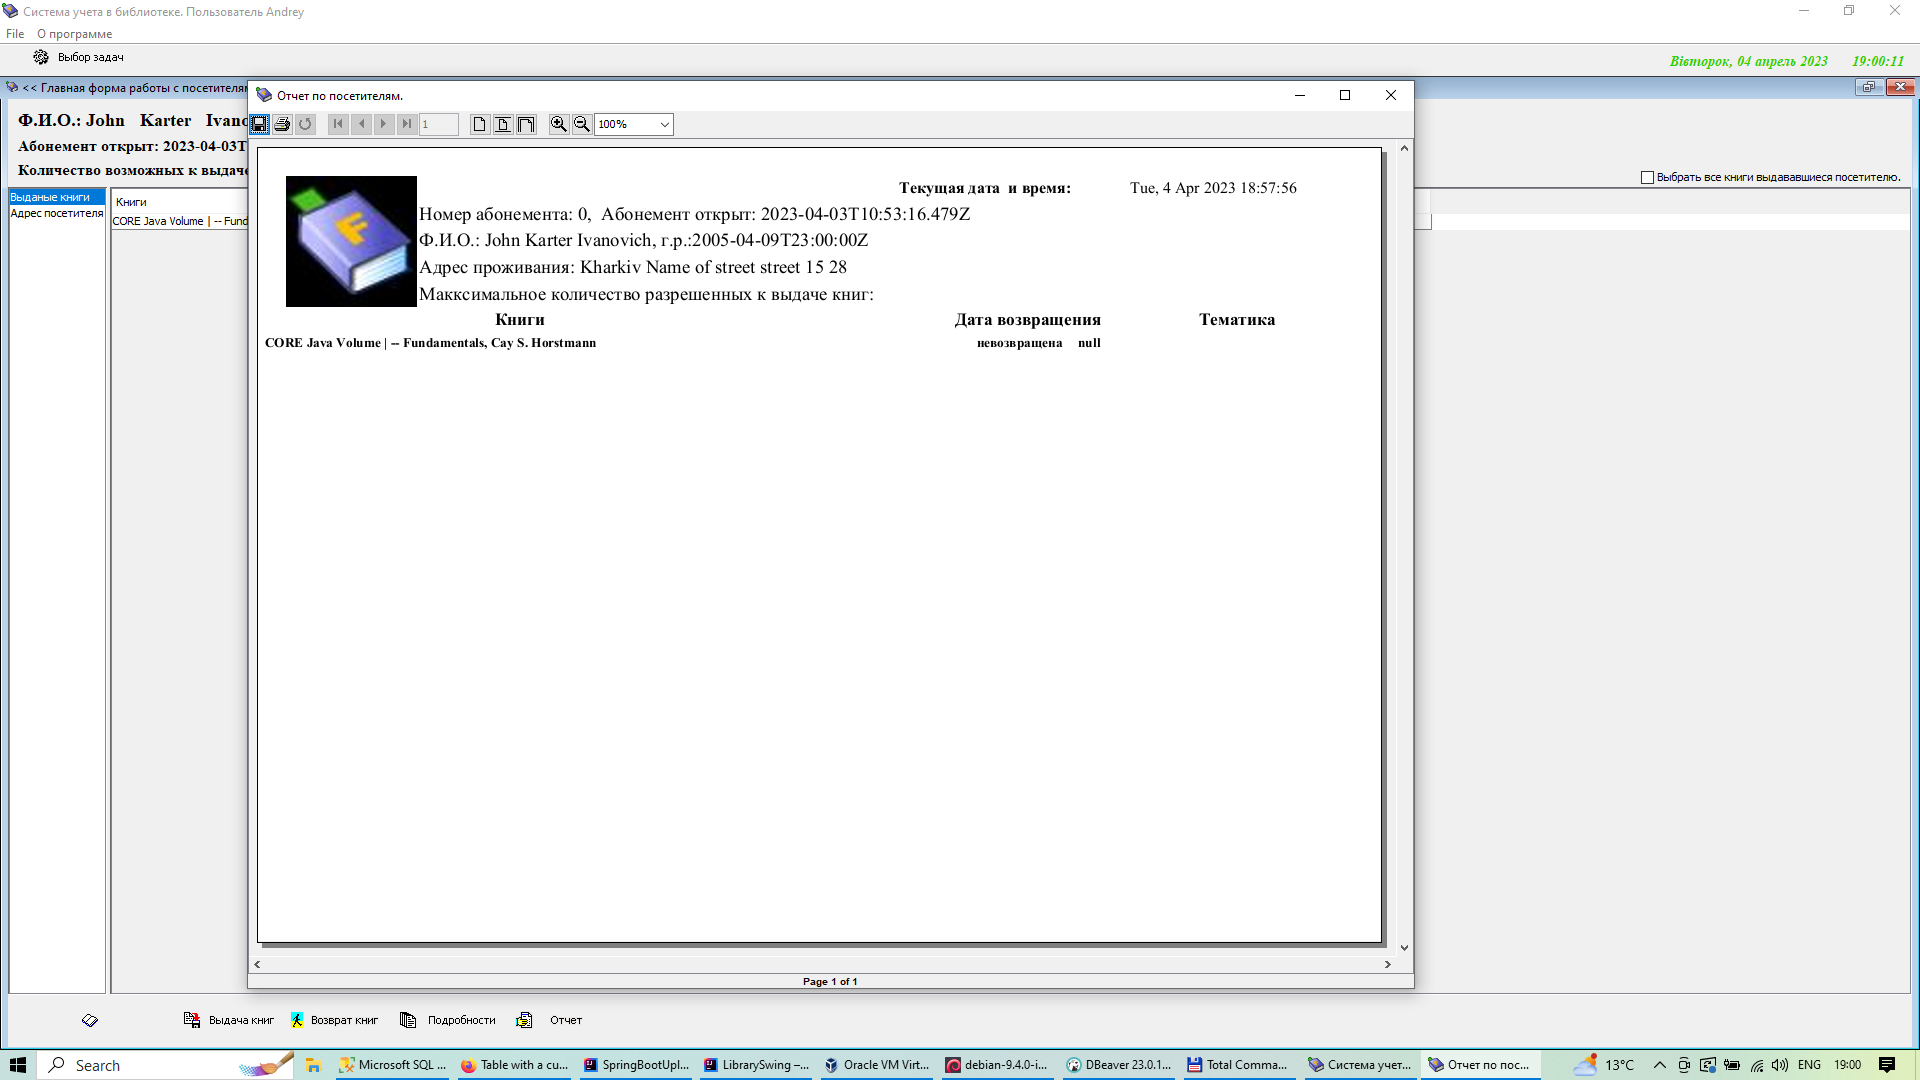 Система учета в библиотеке. Пользователь Andrey
File О программе
Выбор задач
Вівторок, 04 апрель 2023 19:00:11
<< Главная форма работы с посетителям
Отчет по посетителям.
Ф.И.О.: John Karter Ivano
Абонемент открыт: 2023-04-03T
Количество возможных к выдаче
1
100%
Выбрать все книги выдававшиеся посетителю.
Выданые книги
Адрес посетителя
Книги
CORE Java Volume | -- Fund
Текущая дата и время: Tue, 4 Apr 2023 18:57:56
Номер абонемента: 0, Абонемент открыт: 2023-04-03T10:53:16.479Z
Ф.И.О.: John Karter Ivanovich, г.р.:2005-04-09T23:00:00Z
Адрес проживания: Kharkiv Name of street street 15 28
Макксимальное количество разрешенных к выдаче книг:
Книги Дата возвращения Тематика
CORE Java Volume | -- Fundamentals, Cay S. Horstmann невозвращена null
Page 1 of 1
Выдача книг Возврат книг Подробности Отчет
Search
Microsoft SQL ...
Table with a cu...
SpringBootUpl...
LibrarySwing –...
Oracle VM Virt...
debian-9.4.0-i...
DBeaver 23.0.1...
Total Comma...
Система учет...
Отчет по пос...
13°C
ENG
19:00